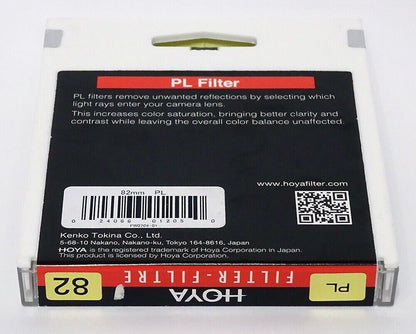 PL Filter
PL filters remove unwanted reflections by selecting which
light rays enter your camera lens.
This increases color saturation, bringing better clarity and
contrast while leaving the overall color balance unaffected.
www.hoyafilter.com
82mm PL
0 24066 01205 0
Kenko Tokina Co., Ltd.
5-68-10 Nakano, Nakano-ku, Tokyo 164-8616, Japan
HOYA is the registered trademark of Hoya Corporation in Japan.
This product is licensed by Hoya Corporation.
82
HOYA
FILTER-FILTRE
PL